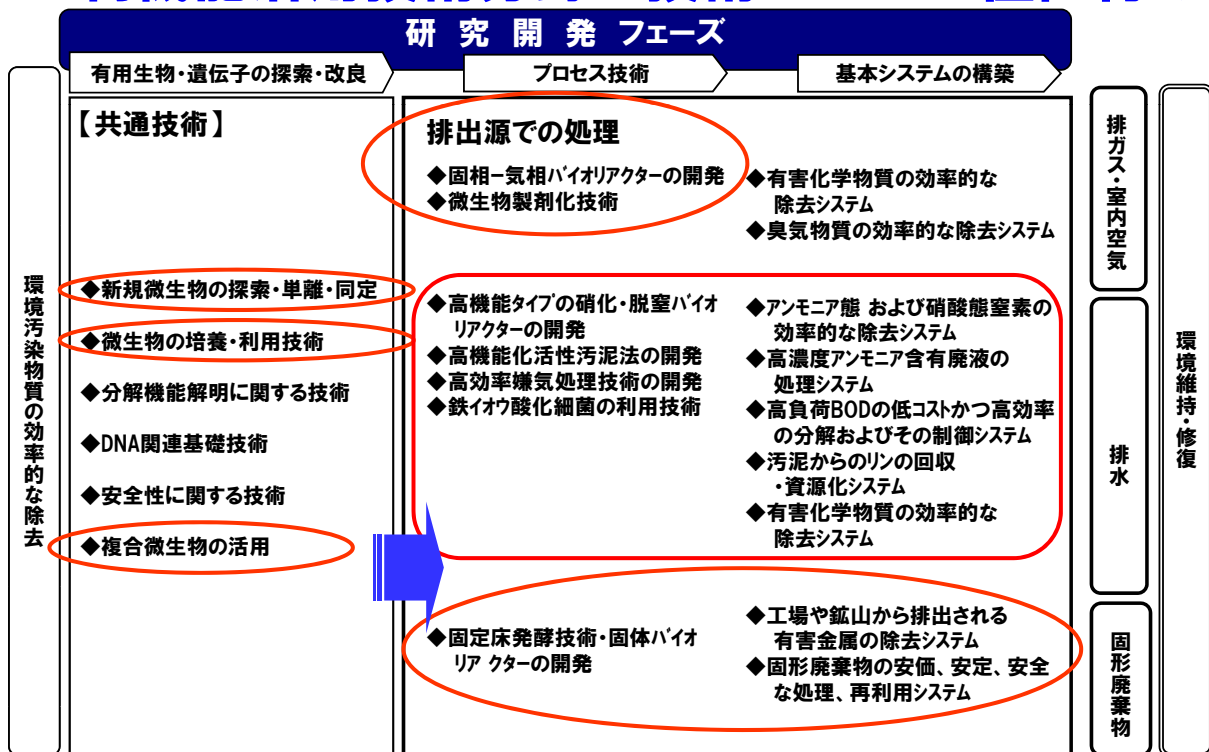 研 究 開 発 フェーズ
有用生物・遺伝子の探索・改良
プロセス技術
基本システムの構築
環境汚染物質の効率的な除去
【共通技術】
◆新規微生物の探索・単離・同定
◆微生物の培養・利用技術
◆分解機能解明に関する技術
◆DNA関連基礎技術
◆安全性に関する技術
◆複合微生物の活用
排出源での処理
◆固相-気相バイオリアクターの開発
◆微生物製剤化技術
◆有害化学物質の効率的な
除去システム
◆臭気物質の効率的な除去システム
◆高機能タイプの硝化・脱窒バイオ
リアクターの開発
◆高機能化活性汚泥法の開発
◆高効率嫌気処理技術の開発
◆鉄イオウ酸化細菌の利用技術
◆アンモニア態 および硝酸態窒素の
効率的な除去システム
◆高濃度アンモニア含有廃液の
処理システム
◆高負荷BODの低コストかつ高効率
の分解およびその制御システム
◆汚泥からのリンの回収
・資源化システム
◆有害化学物質の効率的な
除去システム
◆固定床発酵技術・固体バイオ
リア クターの開発
◆工場や鉱山から排出される
有害金属の除去システム
◆固形廃棄物の安価、安定、安全
な処理、再利用システム
排ガス・室内空気
排水
固形廃棄物
環境維持・修復